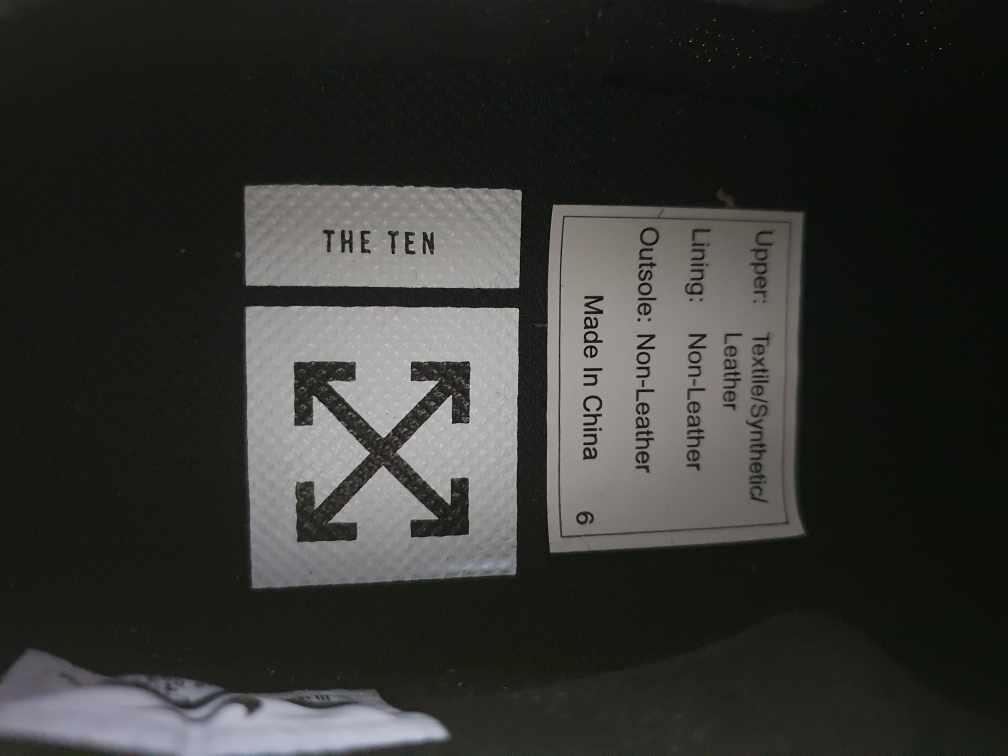 THE TEN
Upper: Textile/Synthetic/
Leather
Lining: Non-Leather
Outsole: Non-Leather
Made In China 6